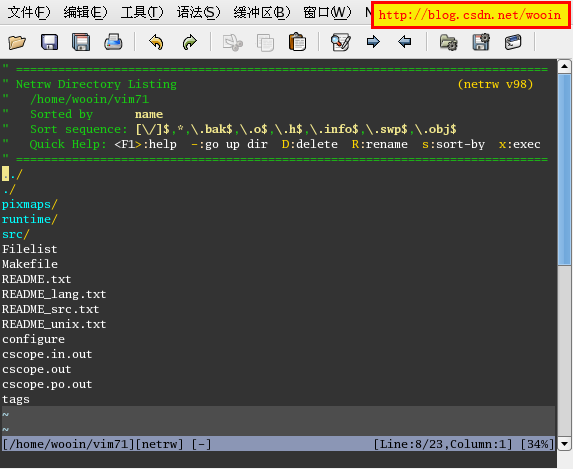 文件(F) 编辑(E) 工具(T) 语法(S) 缓冲区(B) 窗口(W)
http://blog.csdn.net/wooin
" ============================================================================
" Netrw Directory Listing (netrw v98)
" /home/wooin/vim71
" Sorted by name
" Sort sequence: [\/]$,*,\.bak$,\.o$,\.h$,\.info$,\.swp$,\.obj$
" Quick Help: <F1>:help -:go up dir D:delete R:rename s:sort-by x:exec
" ============================================================================
../
./
pixmaps/
runtime/
src/
Filelist
Makefile
README.txt
README_lang.txt
README_src.txt
README_unix.txt
configure
cscope.in.out
cscope.out
cscope.po.out
tags
~
~
[/home/wooin/vim71][netrw] [-] [Line:8/23,Column:1] [34%]